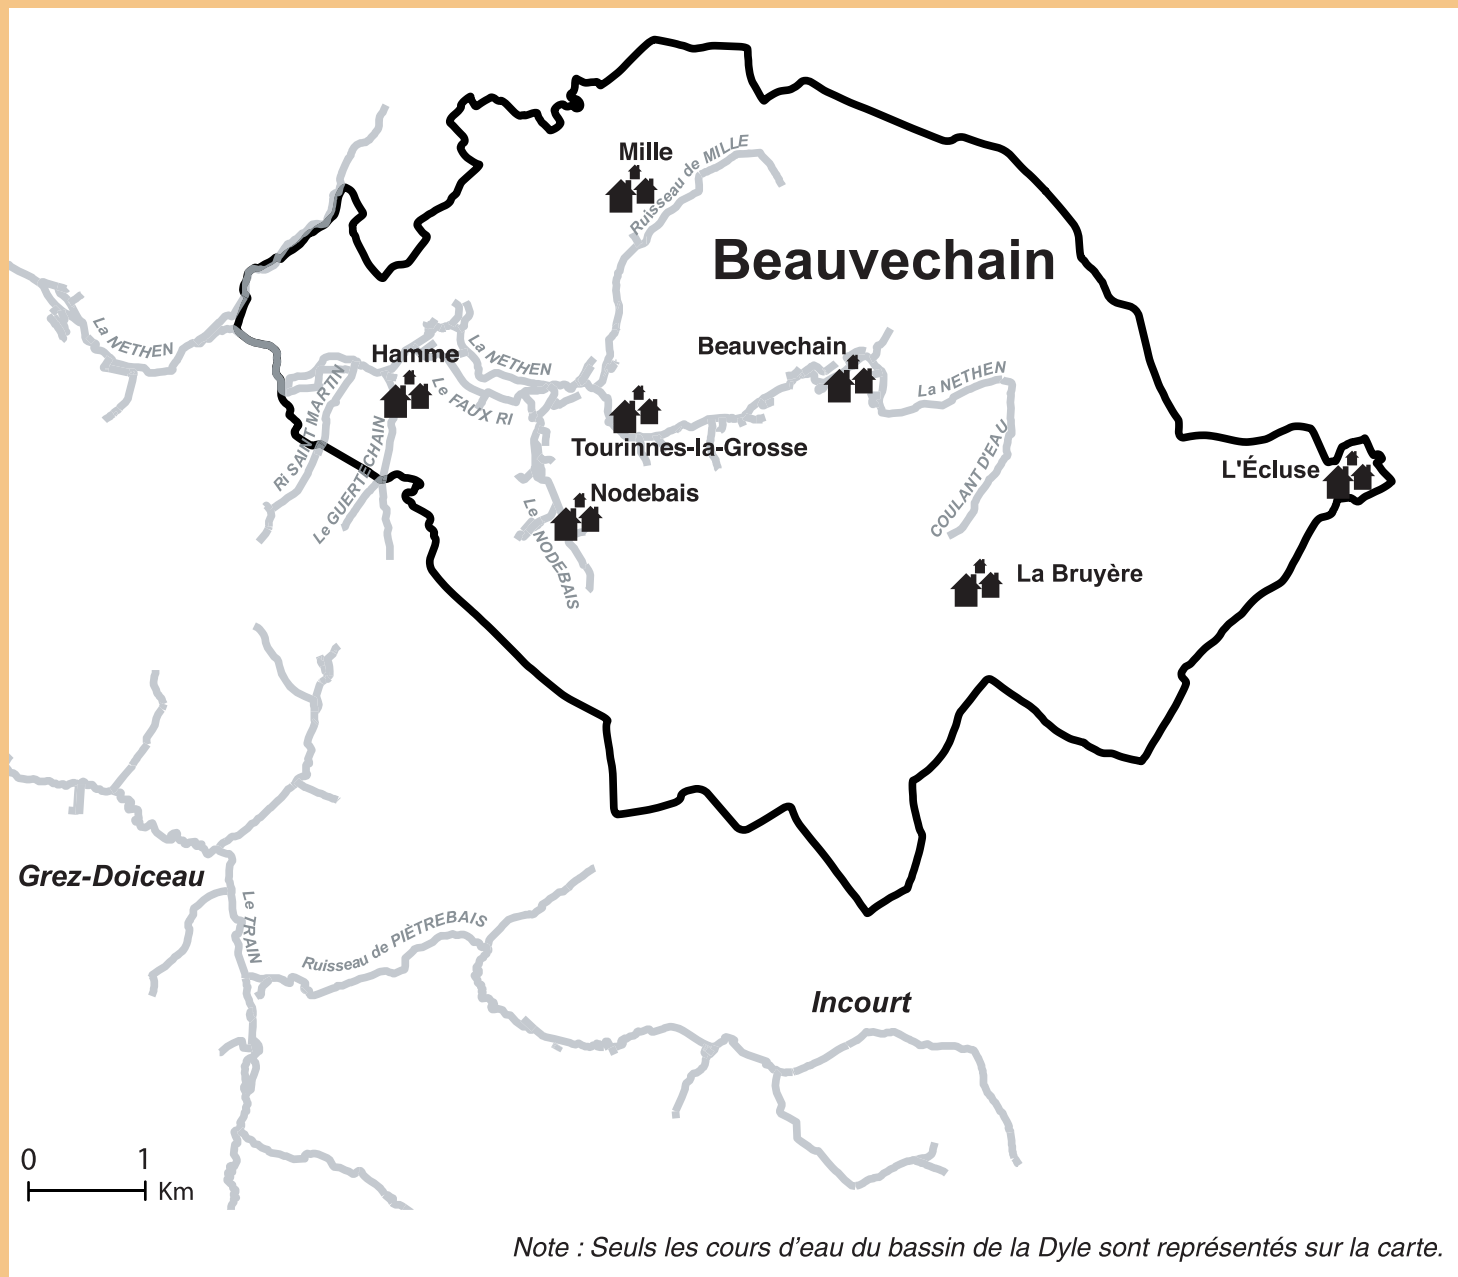 Mille
Ruisseau de MILLE
Beauvechain
La NETHEN
Hamme
La NETHEN
Beauvechain
La NETHEN
Le FAUX RI
Ri SAINT MARTIN
Le GUERTECHAIN
Tourinnes-la-Grosse
COULANT D'EAU
L'Écluse
Nodebais
Le NODEBAIS
La Bruyère
Grez-Doiceau
Le TRAIN
Ruisseau de PIÈTREBAIS
Incourt
0 1
Km
Note : Seuls les cours d’eau du bassin de la Dyle sont représentés sur la carte.